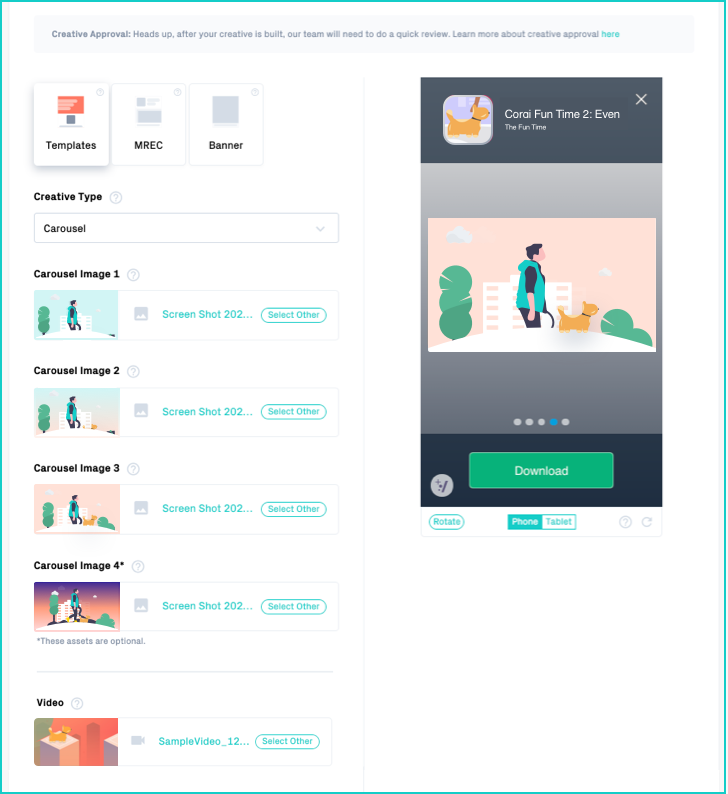 Creative Approval: Heads up, after your creative is built, our team will need to do a quick review. Learn more about creative approval here
Templates
MREC
Banner
Creative Type
Carousel
Carousel Image 1
Screen Shot 202...
Select Other
Carousel Image 2
Screen Shot 202...
Select Other
Carousel Image 3
Screen Shot 202...
Select Other
Carousel Image 4*
Screen Shot 202...
Select Other
*These assets are optional.
Video
SampleVideo_12...
Select Other
Corgi Fun Time 2: Even
The Fun Time
Download
Rotate
Phone
Tablet